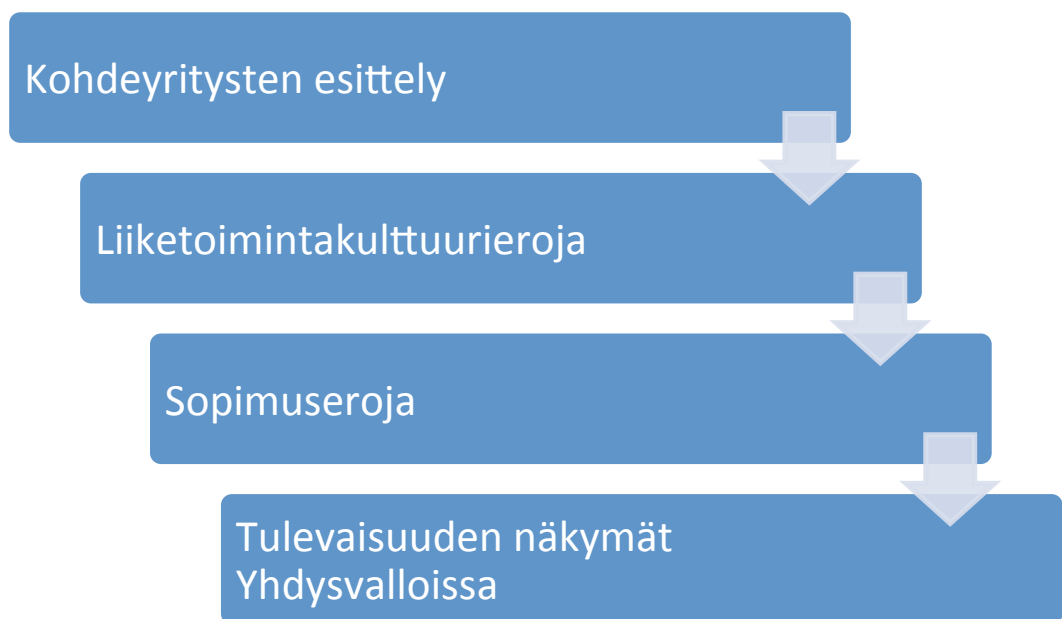 Kohdeyritysten esittely
Liiketoimintakulttuurieroja
Sopimuseroja
Tulevaisuuden näkymät
Yhdysvalloissa